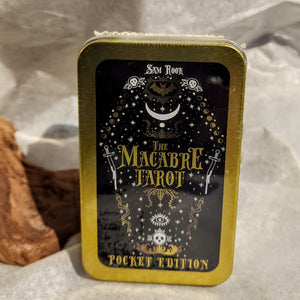 SAM ROOK
THE
MACABRE
TAROT
POCKET EDITION